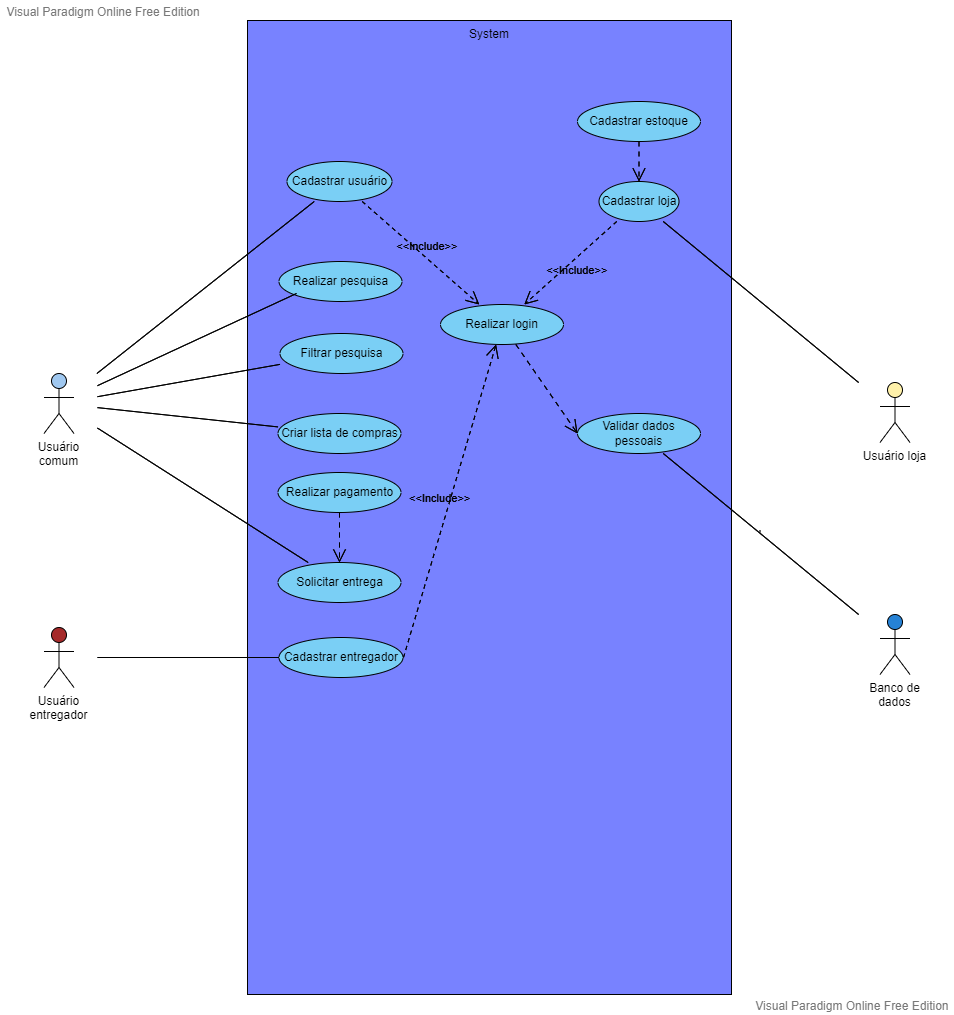 Visual Paradigm Online Free Edition
System
Cadastrar estoque
Cadastrar usuário
Cadastrar loja
<<Include>>
<<Include>>
Realizar pesquisa
Realizar login
Filtrar pesquisa
Usuário
comum
Criar lista de compras
Validar dados
pessoais
Usuário loja
Realizar pagamento
<<Include>>
Solicitar entrega
Cadastrar entregador
Usuário
entregador
Banco de
dados
Visual Paradigm Online Free Edition